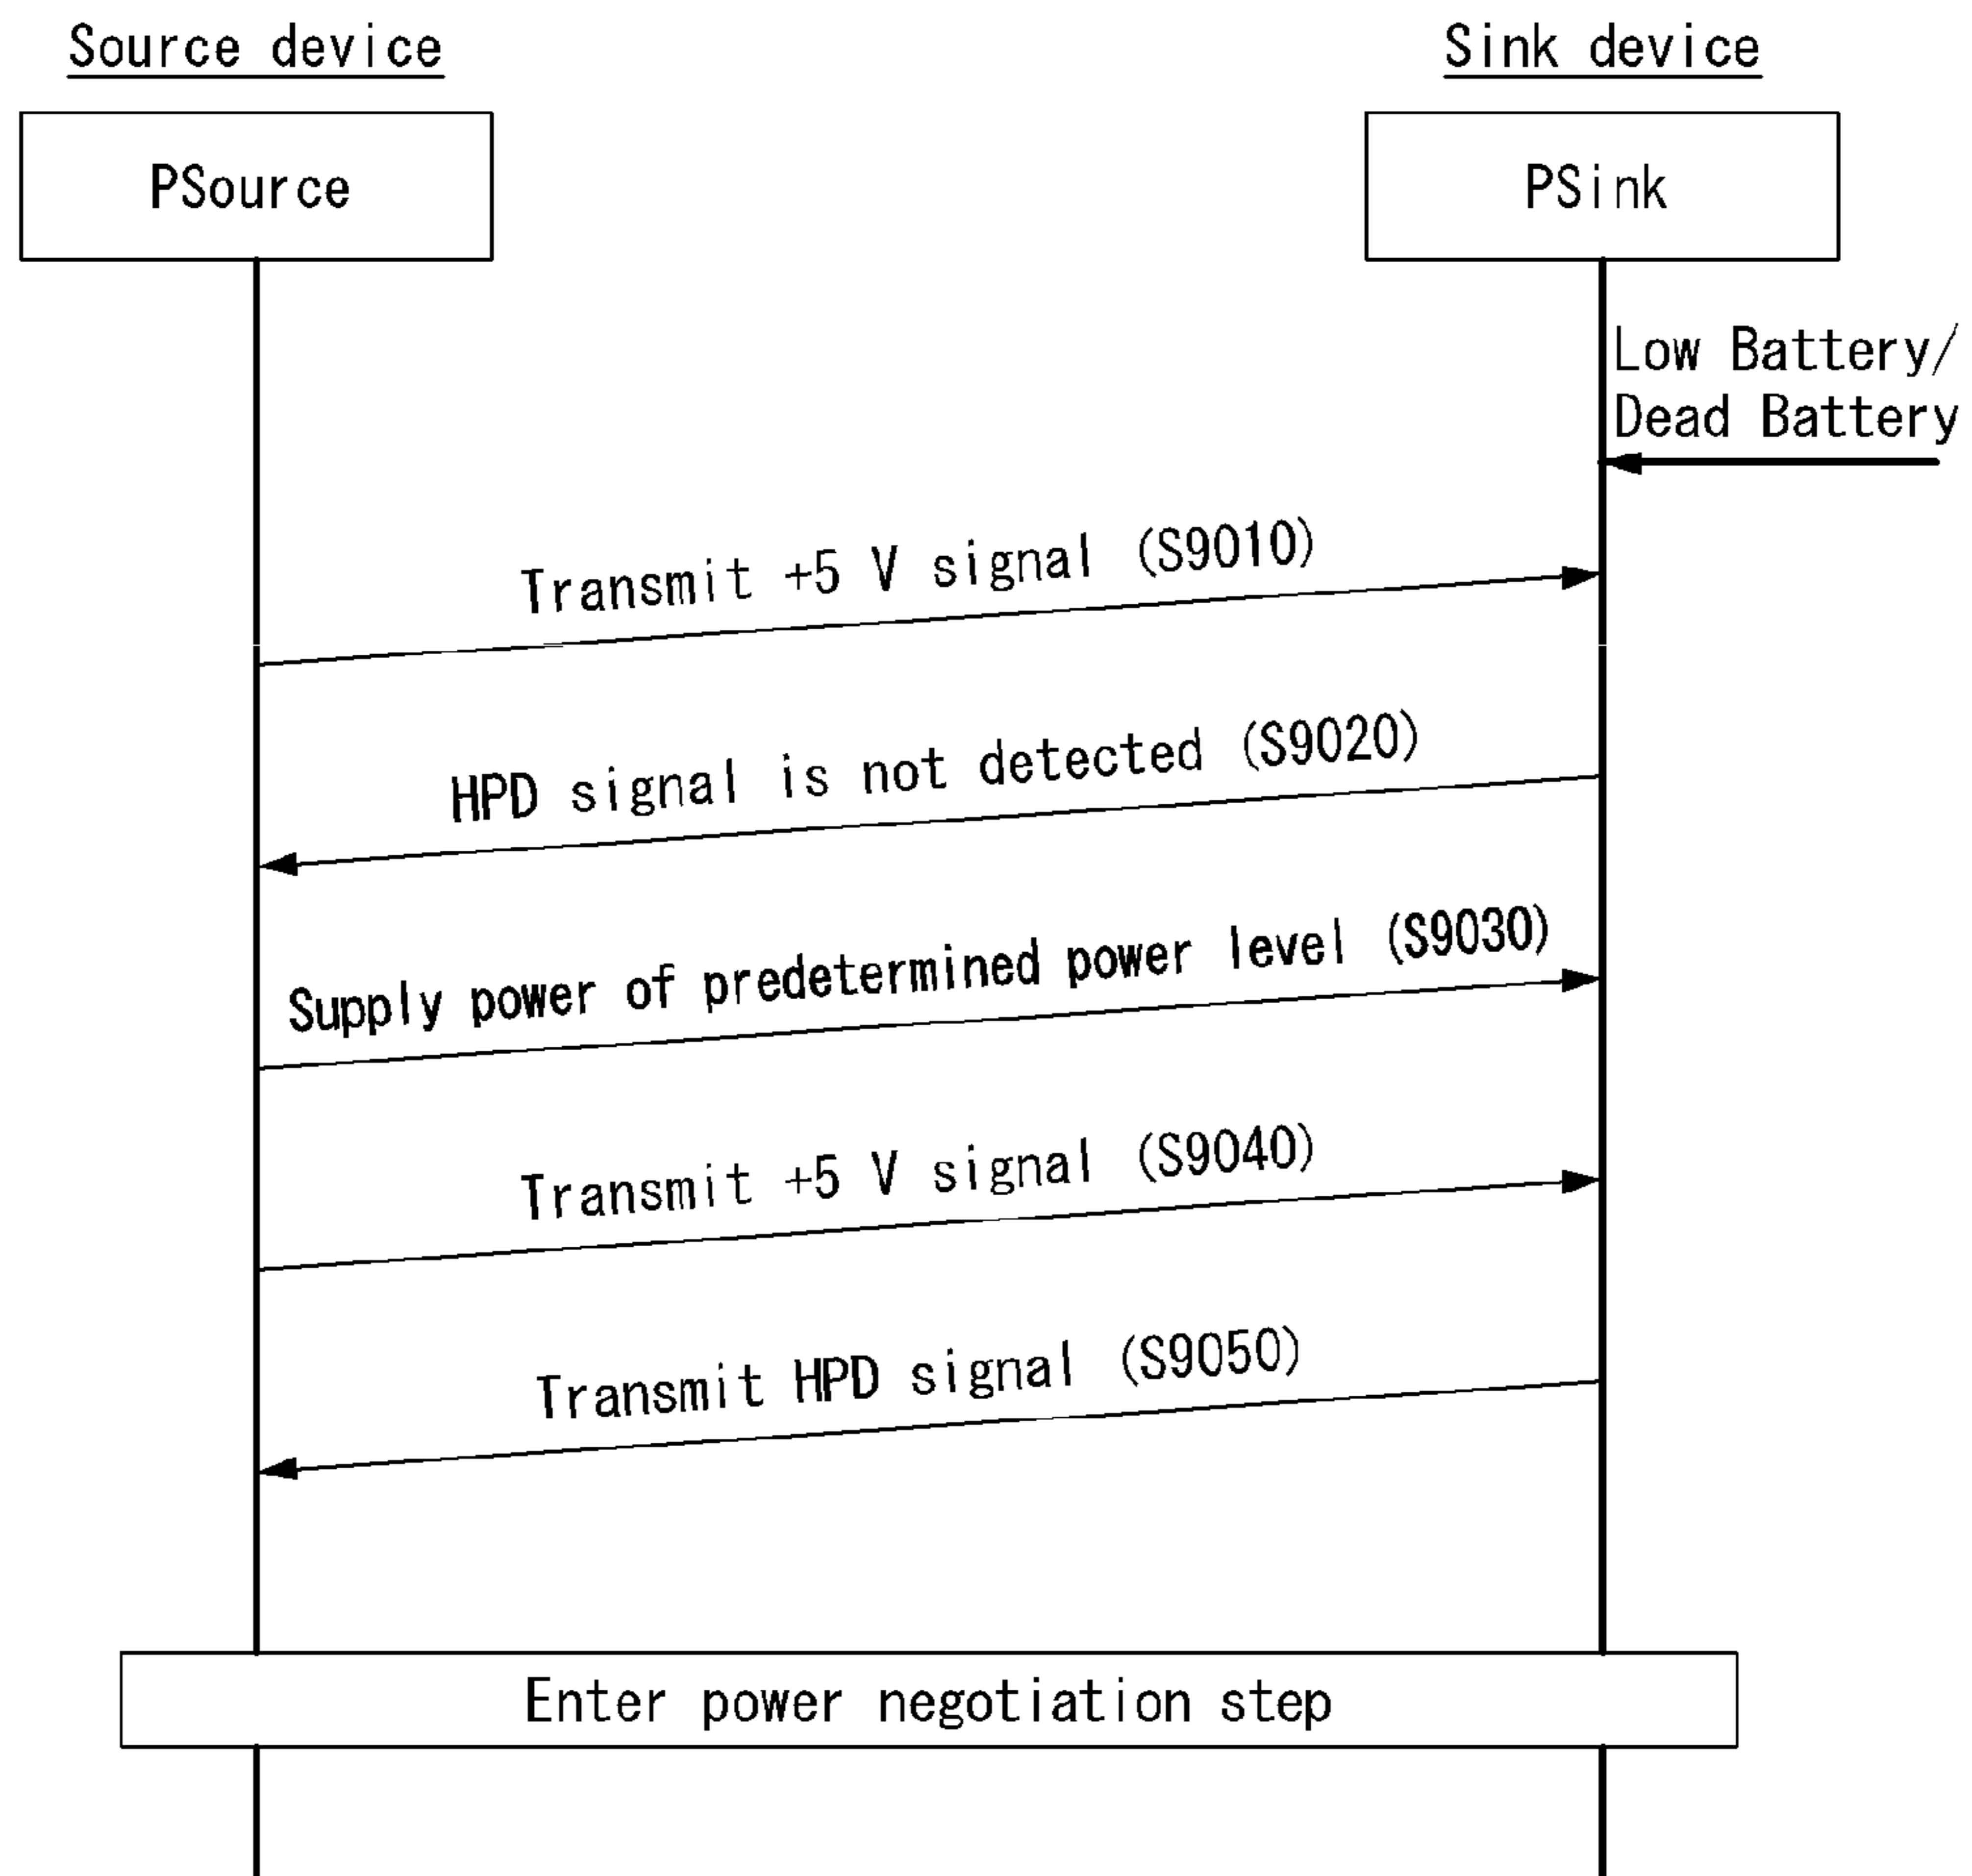 Source device
Sink device
PSource
PSink
Low Battery/
Dead Battery
Transmit +5 V signal (S9010)
HPD signal is not detected (S9020)
Supply power of predetermined power level (S9030)
Transmit +5 V signal (S9040)
Transmit HPD signal (S9050)
Enter power negotiation step